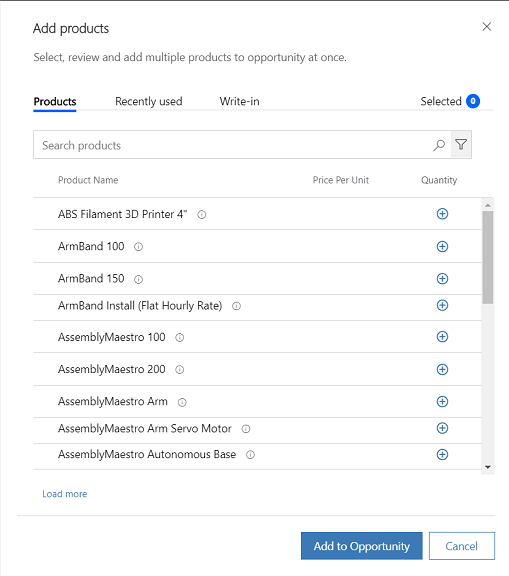 Add products
Select, review and add multiple products to opportunity at once.
Products Recently used Write-in Selected 0
Search products
Product Name Price Per Unit Quantity
ABS Filament 3D Printer 4"
ArmBand 100
ArmBand 150
ArmBand Install (Flat Hourly Rate)
AssemblyMaestro 100
AssemblyMaestro 200
AssemblyMaestro Arm
AssemblyMaestro Arm Servo Motor
AssemblyMaestro Autonomous Base
Load more
Add to Opportunity Cancel